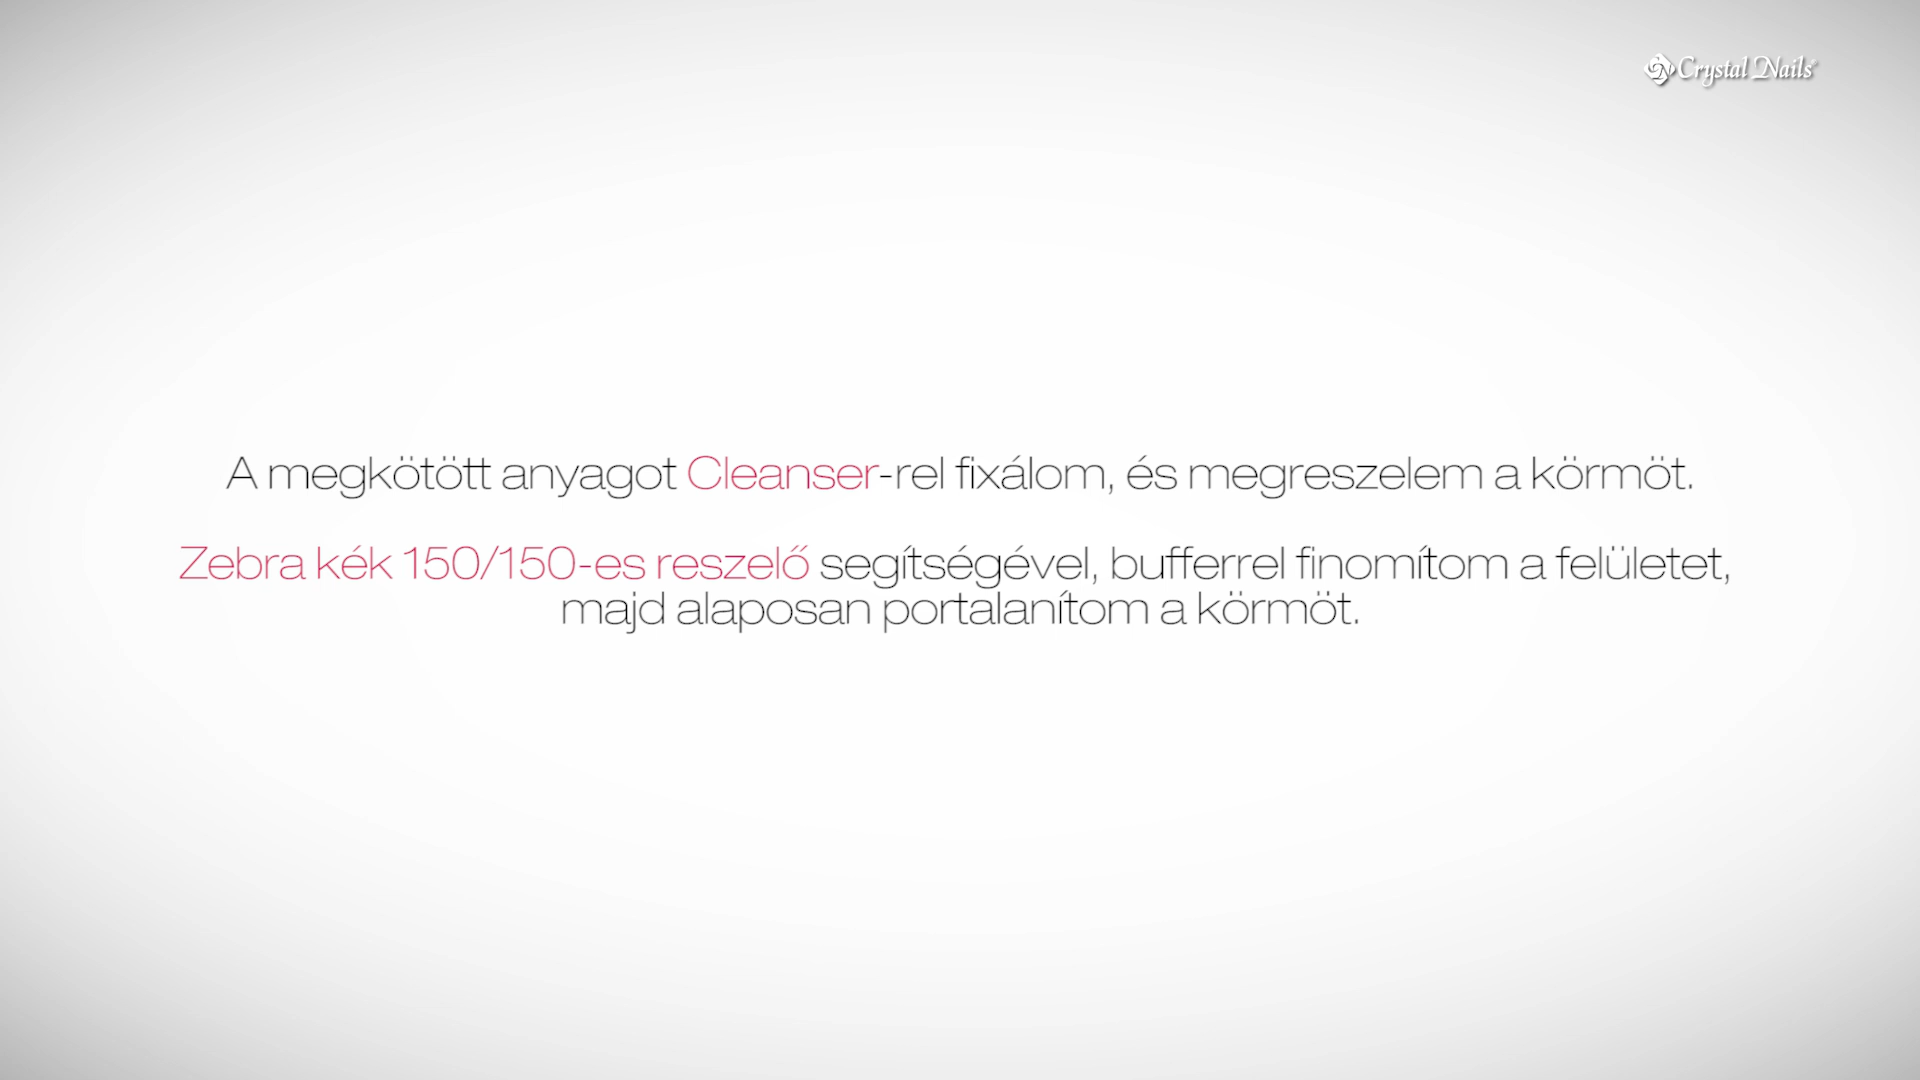 Crystal Nails
A megkötött anyagot Cleanser-rel fixálom, és megreszelem a körmöt.
Zebra kék 150/150-es reszelő segítségével, bufferrel finomítom a felületet,
majd alaposan portalanítom a körmöt.